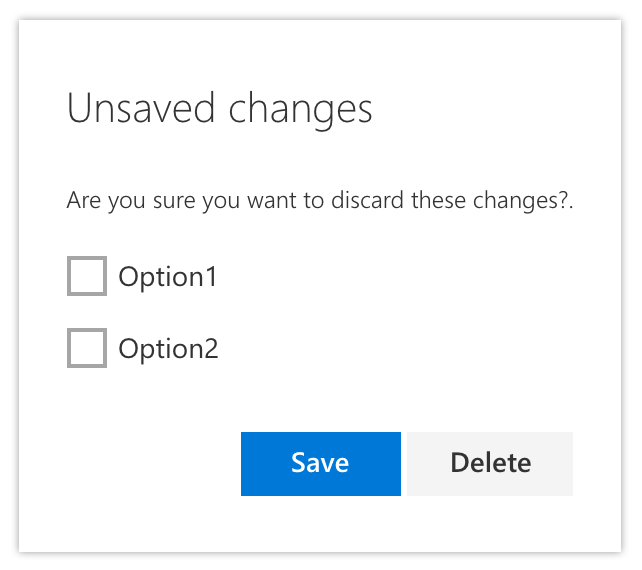 Unsaved changes
Are you sure you want to discard these changes?.
Option1
Option2
Save Delete